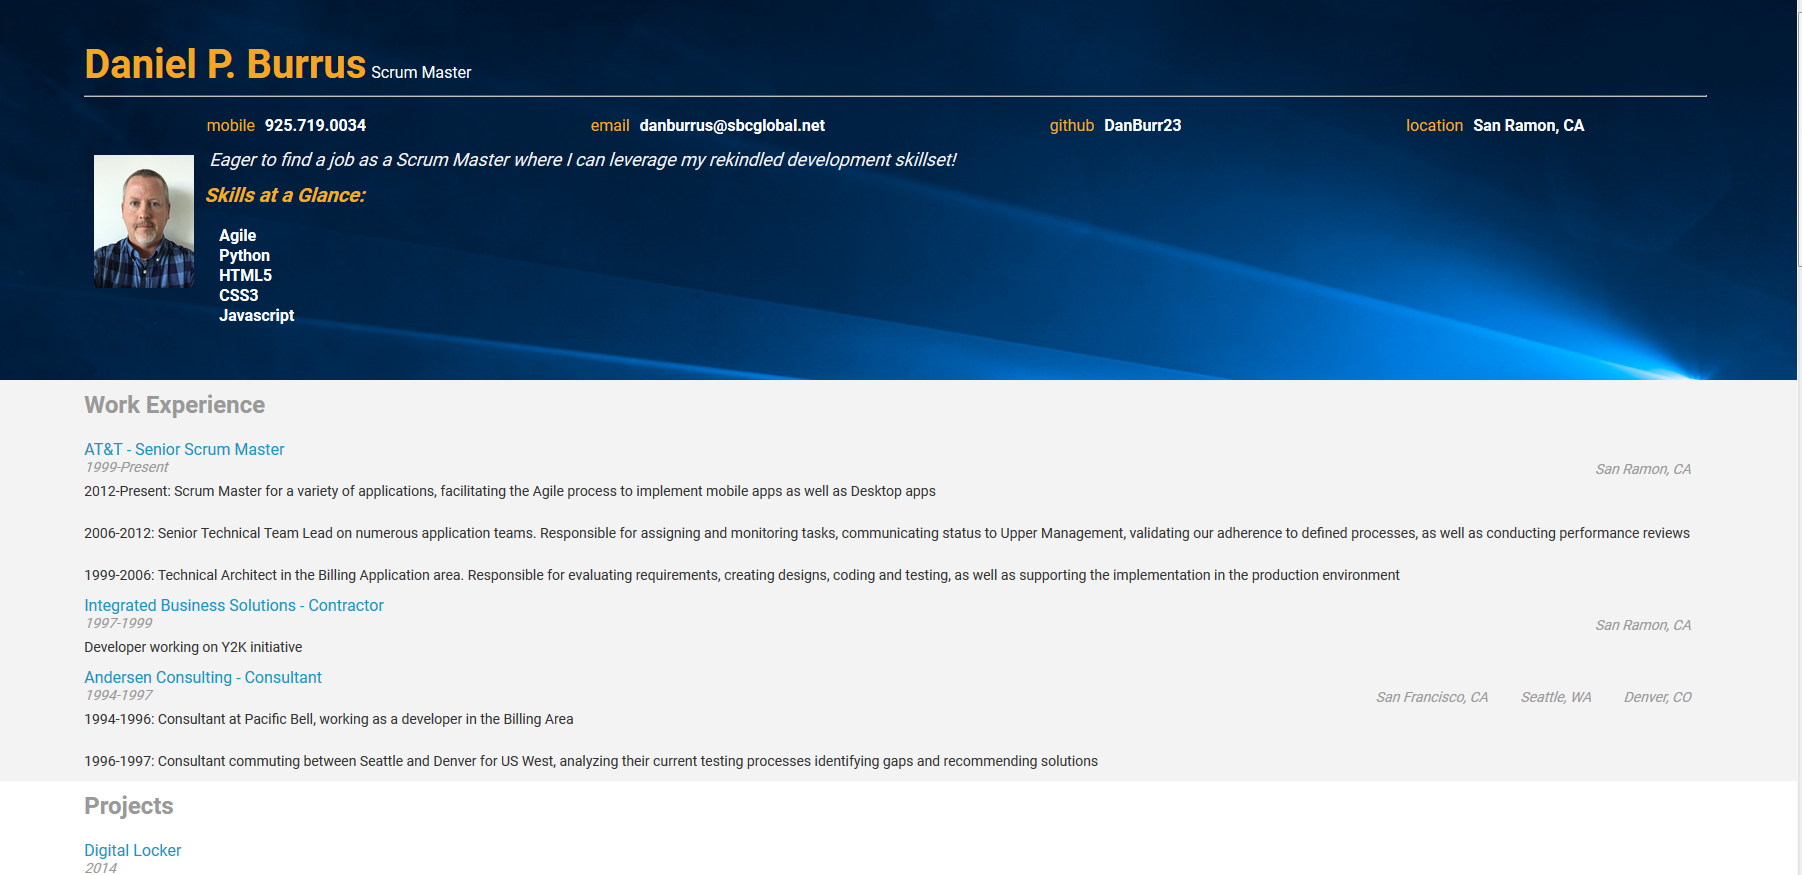 Daniel P. Burrus Scrum Master
mobile 925.719.0034 email danburrus@sbcglobal.net github DanBurr23 location San Ramon, CA
Eager to find a job as a Scrum Master where I can leverage my rekindled development skillset!
Skills at a Glance:
Agile
Python
HTML5
CSS3
Javascript
Work Experience
AT&T - Senior Scrum Master
1999-Present
San Ramon, CA
2012-Present: Scrum Master for a variety of applications, facilitating the Agile process to implement mobile apps as well as Desktop apps
2006-2012: Senior Technical Team Lead on numerous application teams. Responsible for assigning and monitoring tasks, communicating status to Upper Management, validating our adherence to defined processes, as well as conducting performance reviews
1999-2006: Technical Architect in the Billing Application area. Responsible for evaluating requirements, creating designs, coding and testing, as well as supporting the implementation in the production environment
Integrated Business Solutions - Contractor
1997-1999
San Ramon, CA
Developer working on Y2K initiative
Andersen Consulting - Consultant
1994-1997
San Francisco, CA Seattle, WA Denver, CO
1994-1996: Consultant at Pacific Bell, working as a developer in the Billing Area
1996-1997: Consultant commuting between Seattle and Denver for US West, analyzing their current testing processes identifying gaps and recommending solutions
Projects
Digital Locker
2014